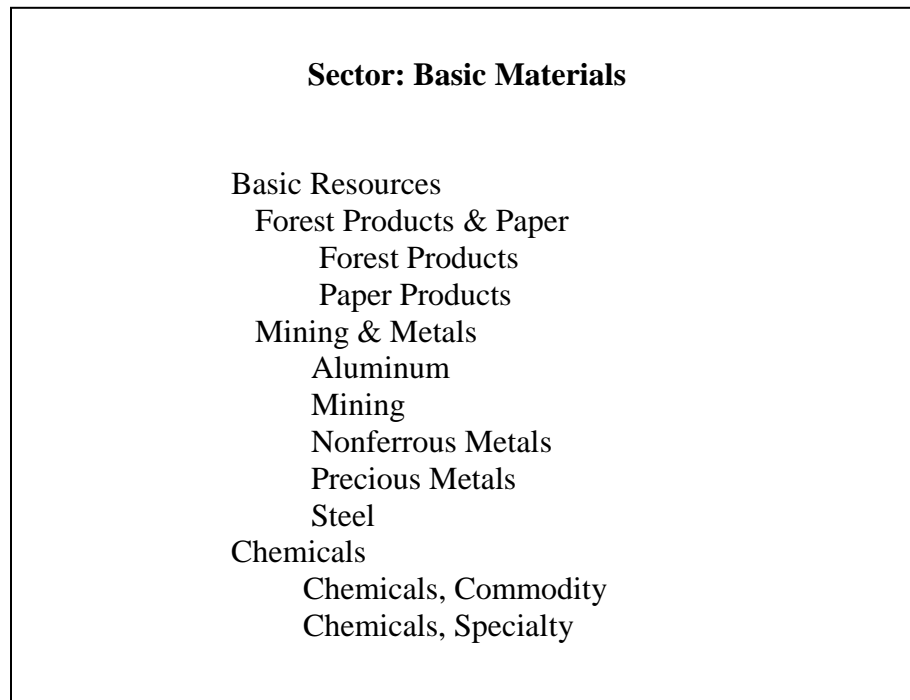 Sector: Basic Materials
Basic Resources
Forest Products & Paper
Forest Products
Paper Products
Mining & Metals
Aluminum
Mining
Nonferrous Metals
Precious Metals
Steel
Chemicals
Chemicals, Commodity
Chemicals, Specialty